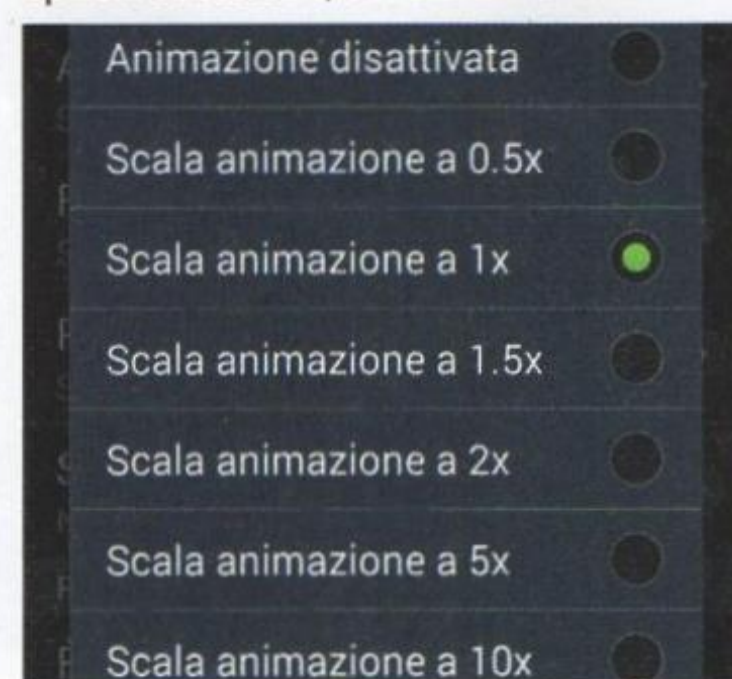 Animazione disattivata
Scala animazione a 0.5x
Scala animazione a 1x
Scala animazione a 1.5x
Scala animazione a 2x
Scala animazione a 5x
Scala animazione a 10x